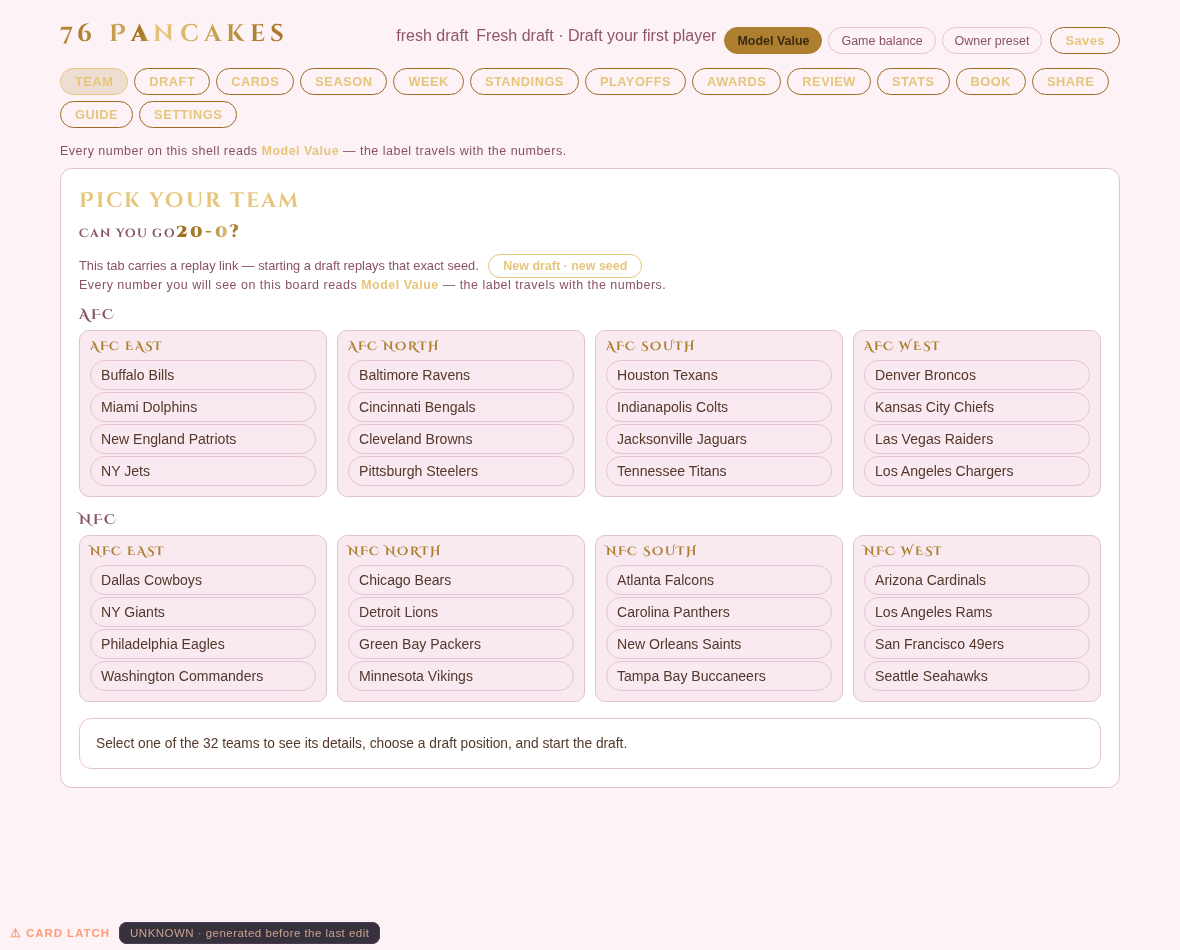 76 PANCAKES
fresh draft Fresh draft · Draft your first player Model Value Game balance Owner preset Saves
TEAM DRAFT CARDS SEASON WEEK STANDINGS PLAYOFFS AWARDS REVIEW STATS BOOK SHARE
GUIDE SETTINGS
Every number on this shell reads Model Value — the label travels with the numbers.
PICK YOUR TEAM
CAN YOU GO 20-0?
This tab carries a replay link — starting a draft replays that exact seed. New draft · new seed
Every number you will see on this board reads Model Value — the label travels with the numbers.
AFC
AFC EAST AFC NORTH AFC SOUTH AFC WEST
Buffalo Bills Baltimore Ravens Houston Texans Denver Broncos
Miami Dolphins Cincinnati Bengals Indianapolis Colts Kansas City Chiefs
New England Patriots Cleveland Browns Jacksonville Jaguars Las Vegas Raiders
NY Jets Pittsburgh Steelers Tennessee Titans Los Angeles Chargers
NFC
NFC EAST NFC NORTH NFC SOUTH NFC WEST
Dallas Cowboys Chicago Bears Atlanta Falcons Arizona Cardinals
NY Giants Detroit Lions Carolina Panthers Los Angeles Rams
Philadelphia Eagles Green Bay Packers New Orleans Saints San Francisco 49ers
Washington Commanders Minnesota Vikings Tampa Bay Buccaneers Seattle Seahawks
Select one of the 32 teams to see its details, choose a draft position, and start the draft.
⚠ CARD LATCH UNKNOWN · generated before the last edit